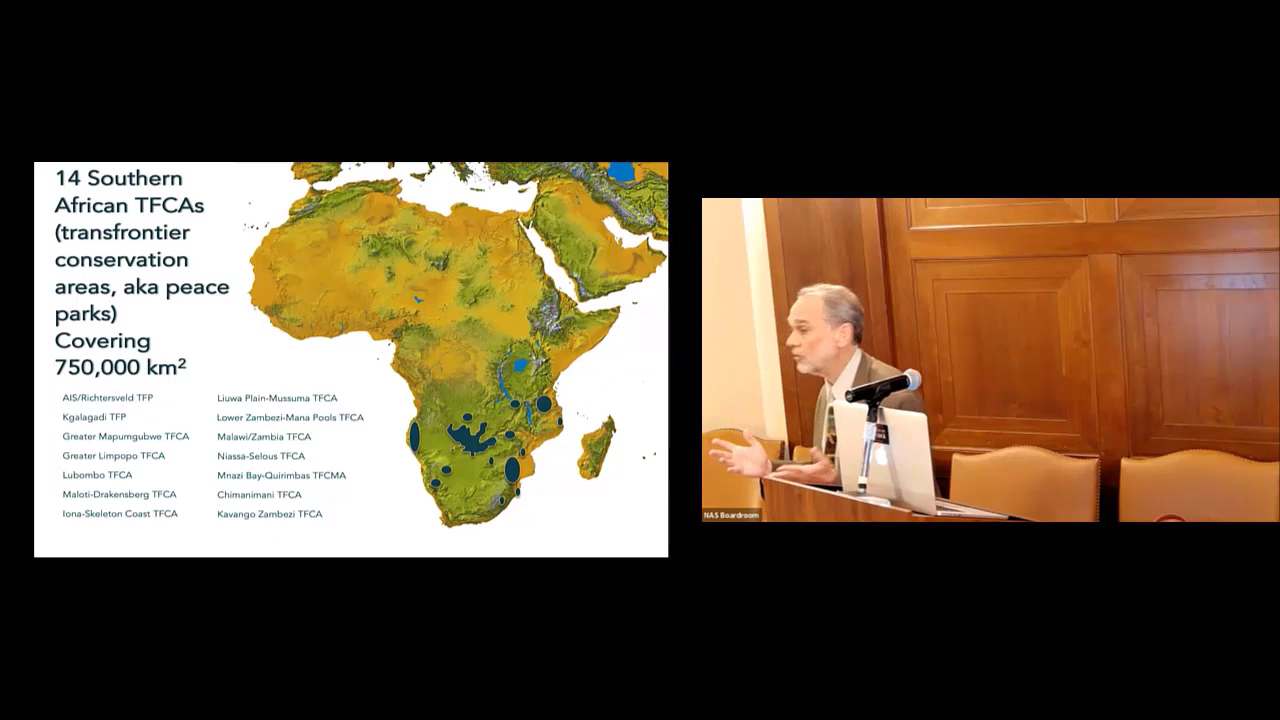 14 Southern
African TFCAs
(transfrontier
conservation
areas, aka peace
parks)
Covering
750,000 km²
AIS/Richtersveld TFP
Kgalagadi TFP
Greater Mapumgubwe TFCA
Greater Limpopo TFCA
Lubombo TFCA
Maloti-Drakensberg TFCA
Iona-Skeleton Coast TFCA
Liuwa Plain-Mussuma TFCA
Lower Zambezi-Mana Pools TFCA
Malawi/Zambia TFCA
Niassa-Selous TFCA
Mnazi Bay-Quirimbas TFCMA
Chimanimani TFCA
Kavango Zambezi TFCA
NAS Boardroom